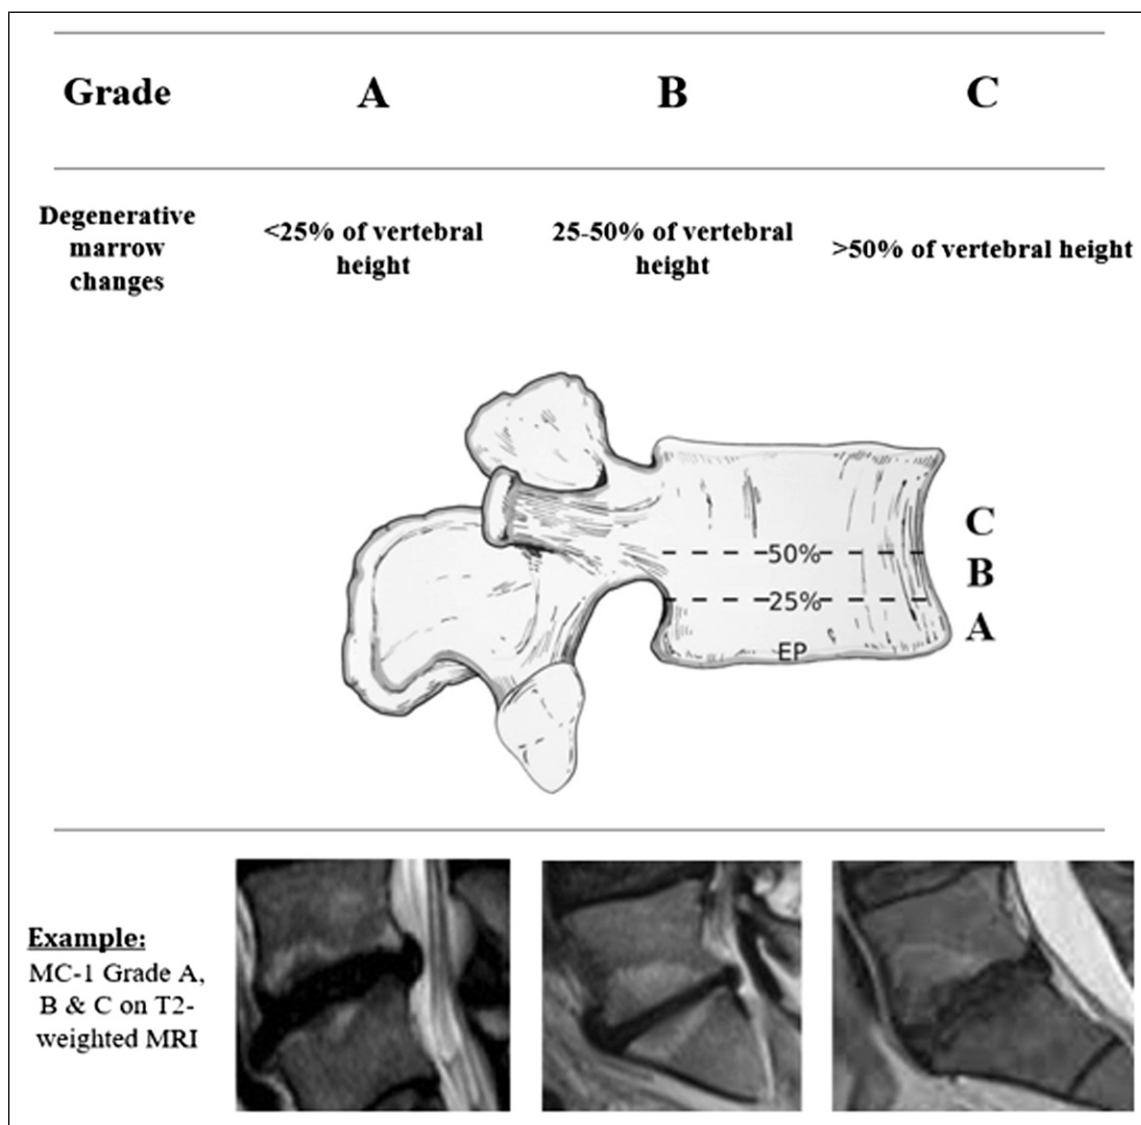 Grade A B C
Degenerative
marrow
changes
<25% of vertebral
height
25-50% of vertebral
height
>50% of vertebral height
50%
25%
EP
C
B
A
Example:
MC-1 Grade A,
B & C on T2-
weighted MRI